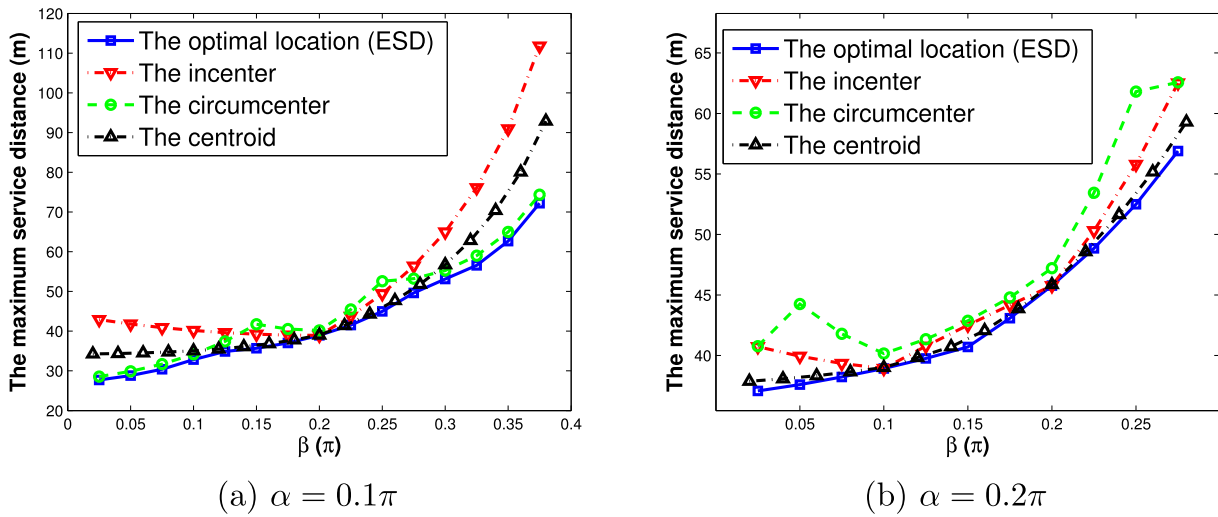 The maximum service distance (m)
120
110
100
90
80
70
60
50
40
30
20
0
0.05
0.1
0.15
0.2
0.25
0.3
0.35
0.4
β (π)
The optimal location (ESD)
The incenter
The circumcenter
The centroid
(a) α = 0.1π
The maximum service distance (m)
65
60
55
50
45
40
0.05
0.1
0.15
0.2
0.25
β (π)
The optimal location (ESD)
The incenter
The circumcenter
The centroid
(b) α = 0.2π